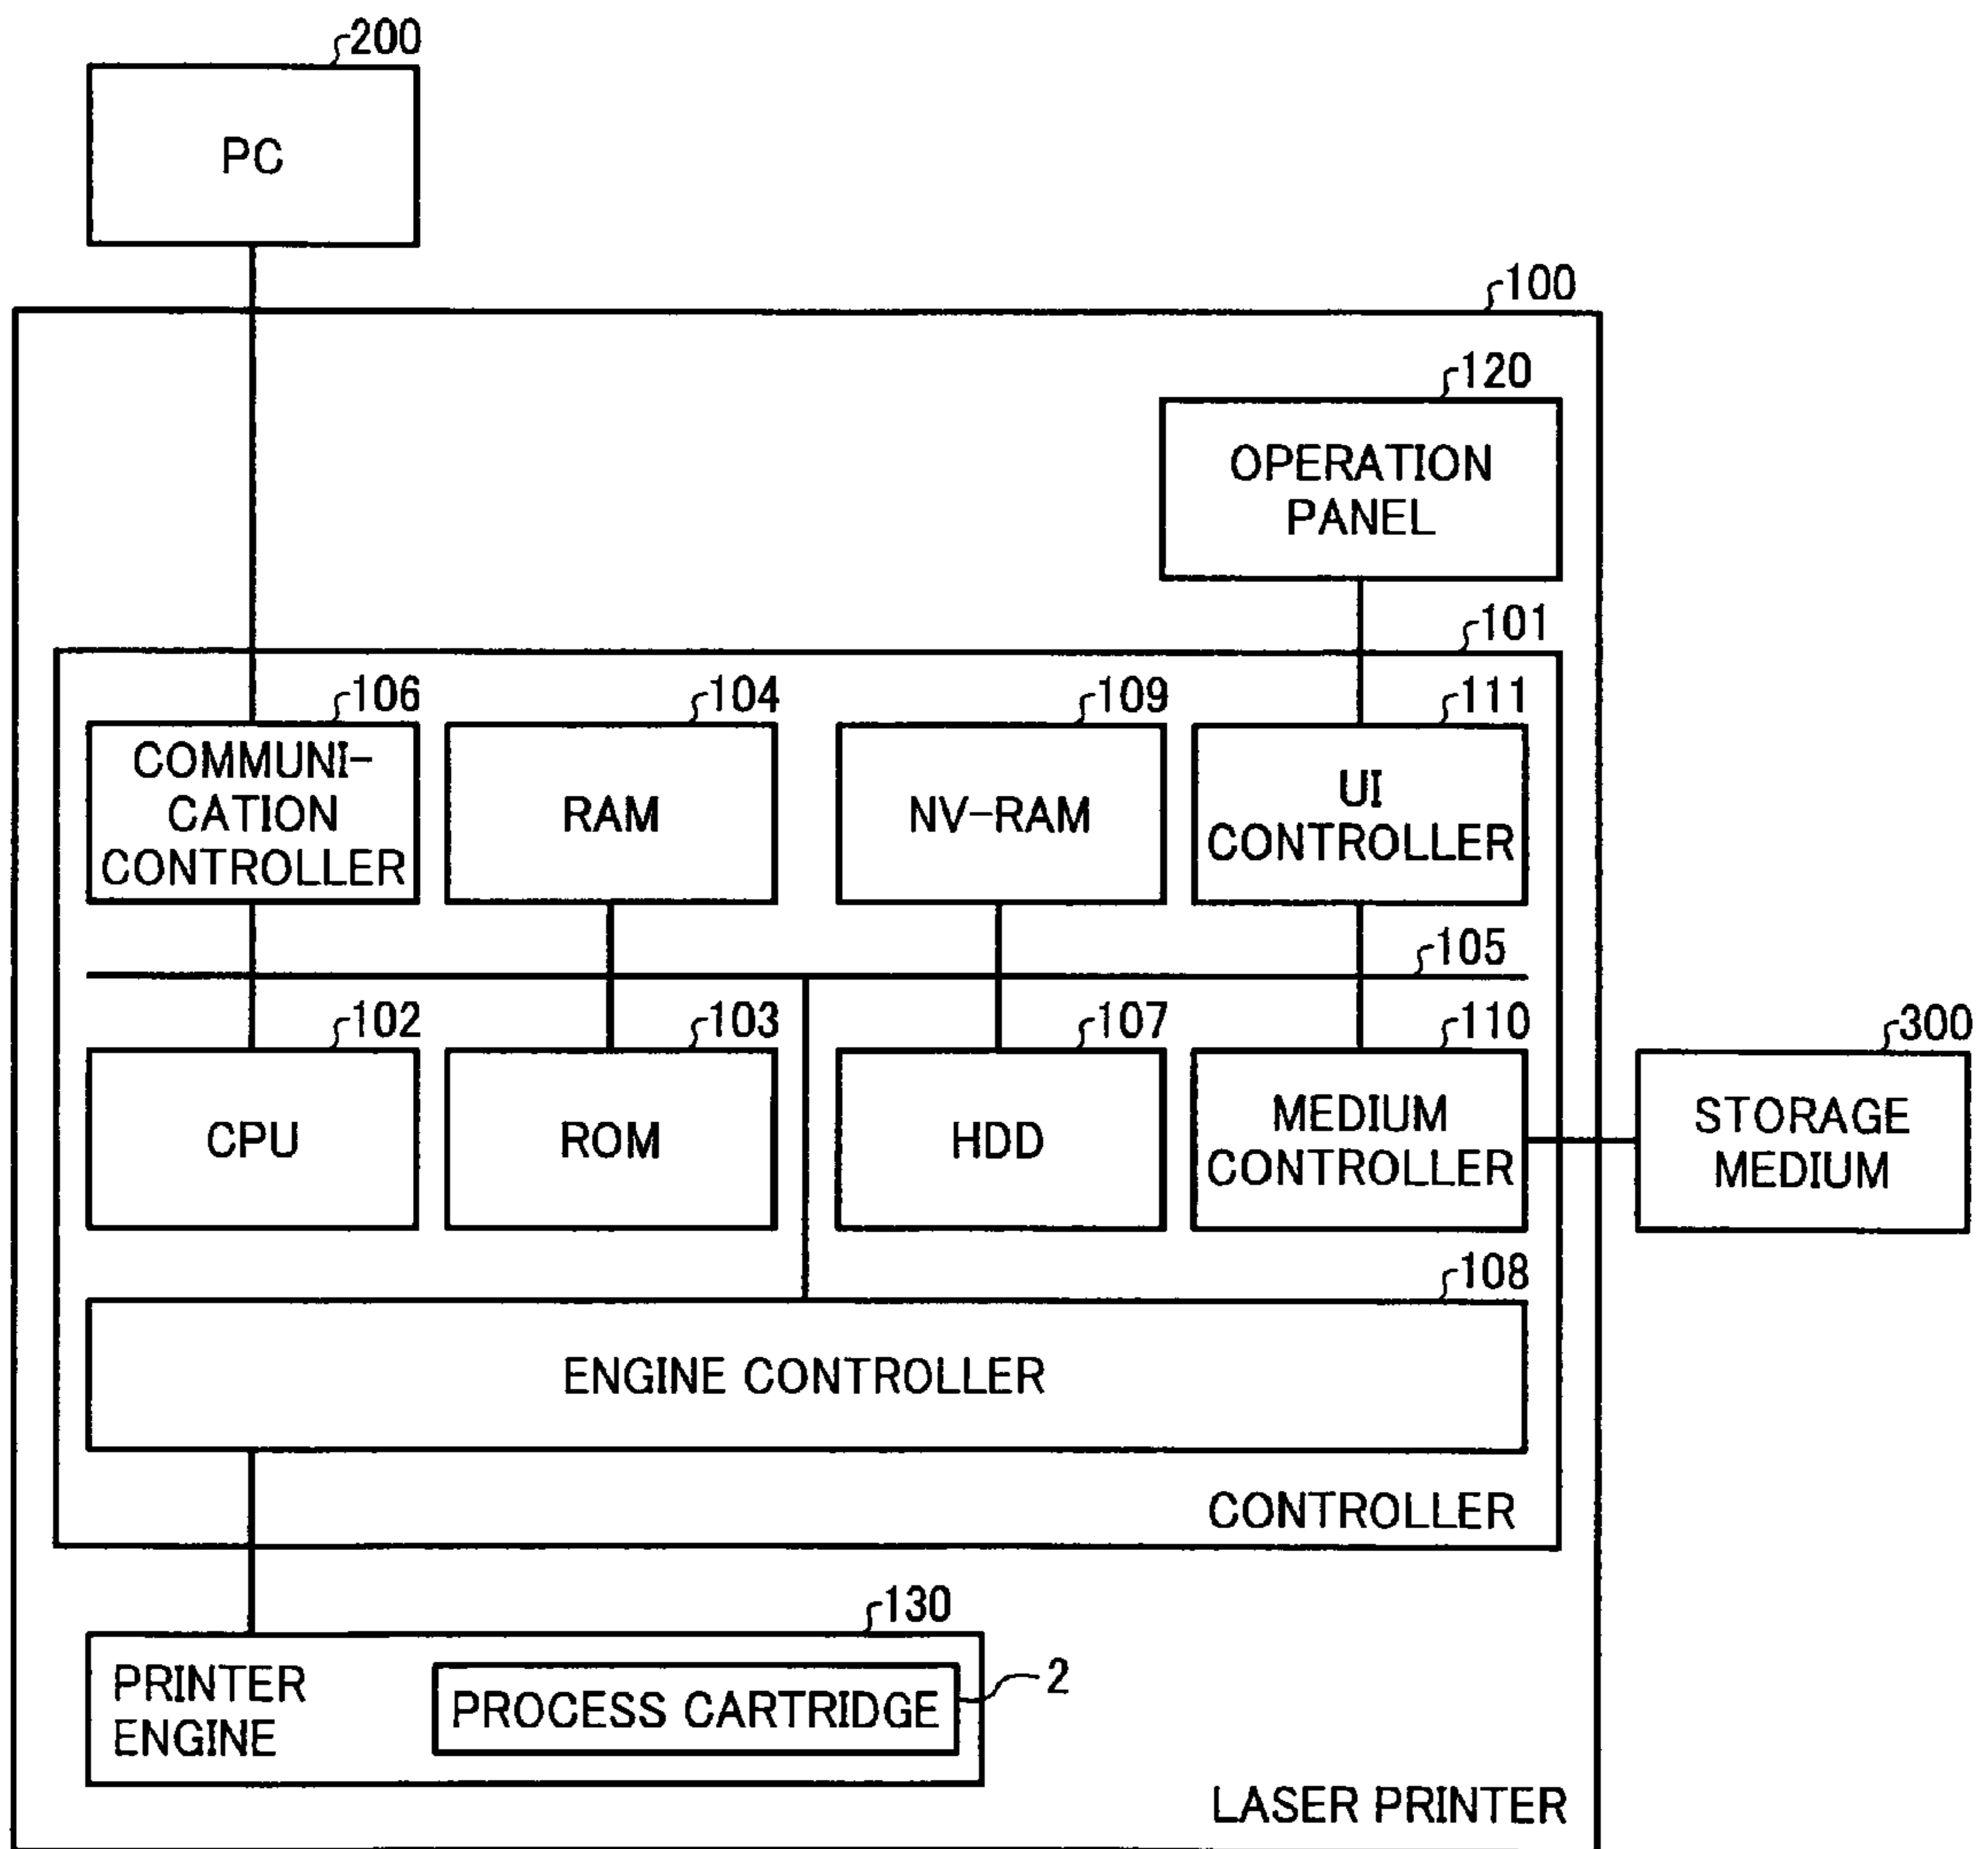 200
PC
100
120
OPERATION
PANEL
101
106
104
109
111
COMMUNI-
CATION
CONTROLLER
RAM
NV-RAM
UI
CONTROLLER
105
102
103
107
110
300
CPU
ROM
HDD
MEDIUM
CONTROLLER
STORAGE
MEDIUM
108
ENGINE CONTROLLER
CONTROLLER
130
PRINTER
ENGINE
PROCESS CARTRIDGE
2
LASER PRINTER